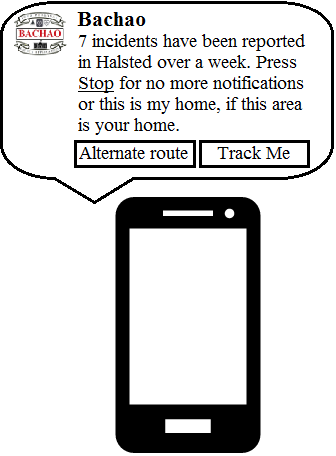 Bachao
BACHAO
7 incidents have been reported
in Halsted over a week. Press
Stop for no more notifications
or this is my home, if this area
is your home.
Alternate route
Track Me